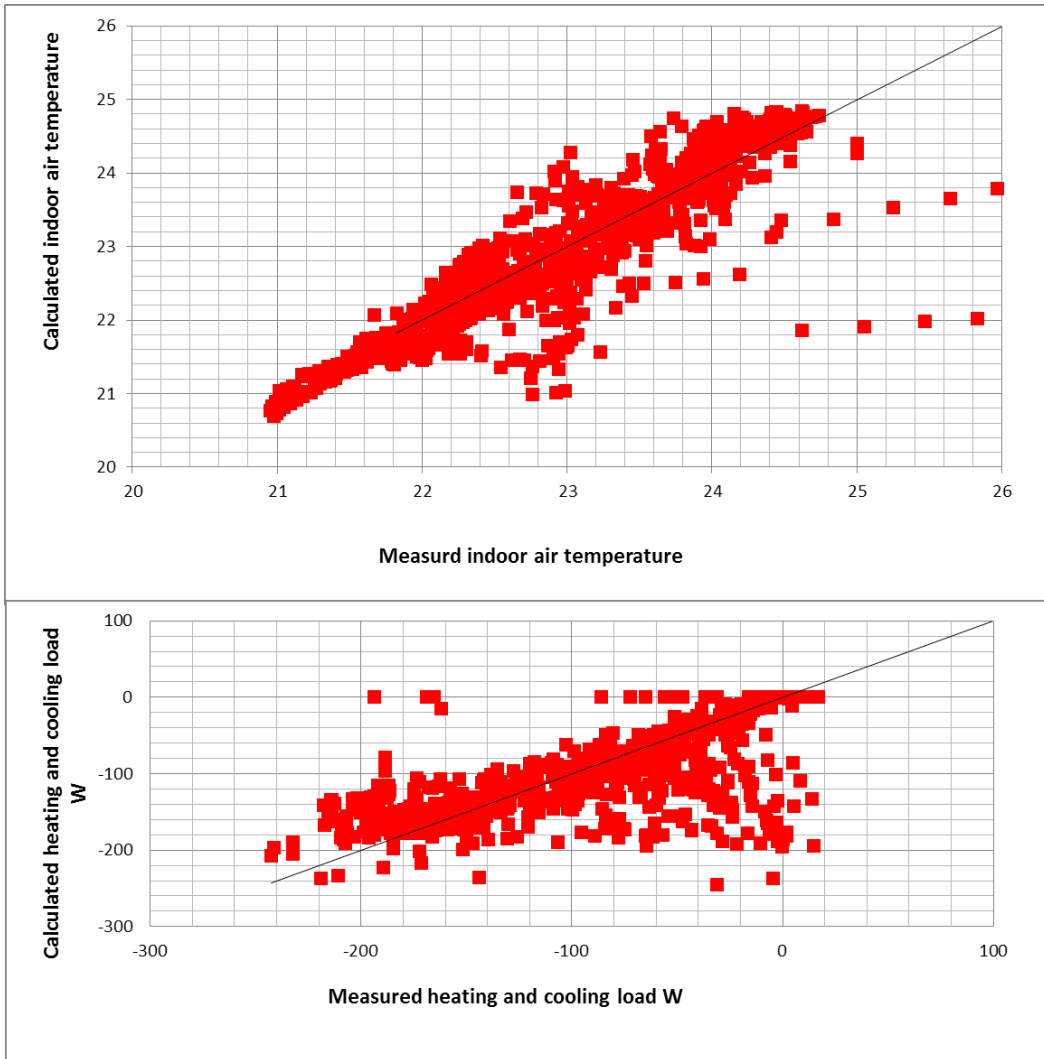 Calculated indoor air temperature
26
25
24
23
22
21
20
20 21 22 23 24 25 26
Measurd indoor air temperature
Calculated heating and cooling load
W
100
0
-100
-200
-300
-300 -200 -100 0 100
Measured heating and cooling load W